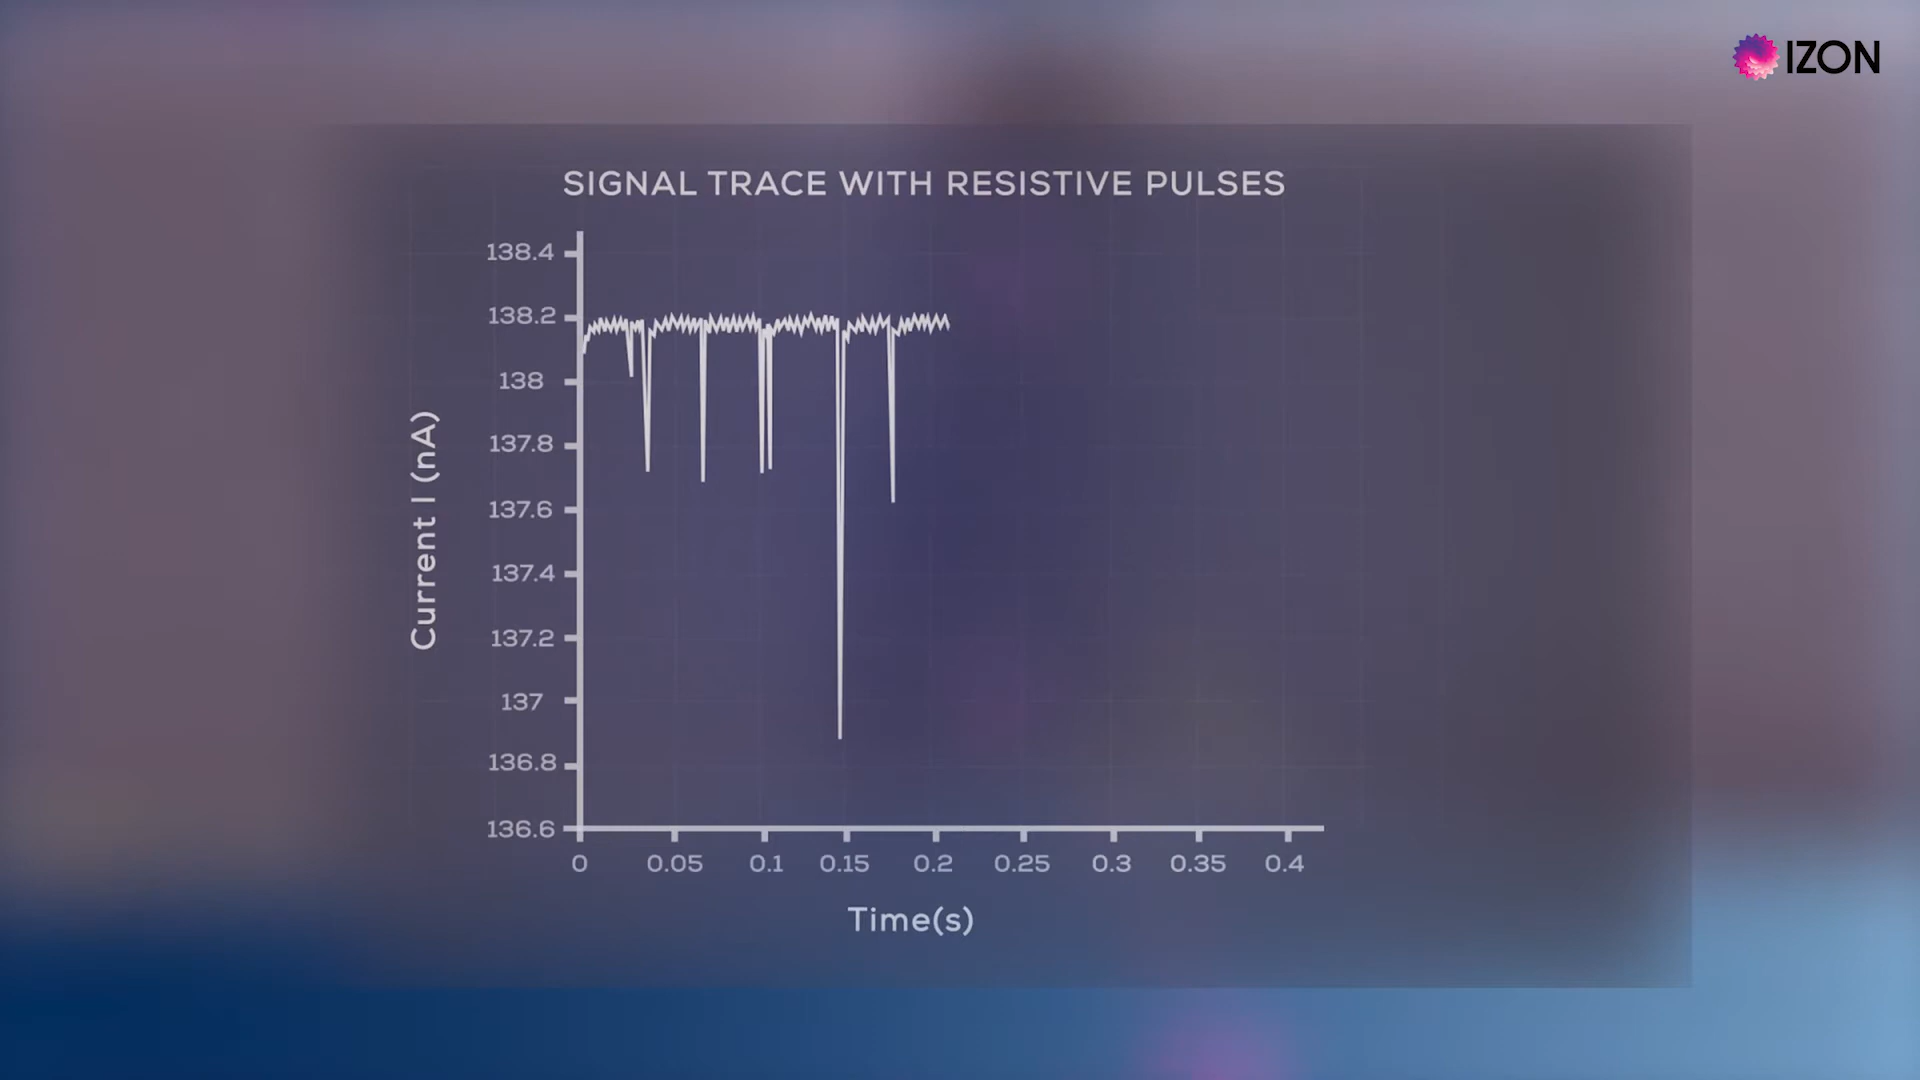 IZON
SIGNAL TRACE WITH RESISTIVE PULSES
138.4
138.2
138
137.8
137.6
137.4
137.2
137
136.8
136.6
Current I (nA)
0 0.05 0.1 0.15 0.2 0.25 0.3 0.35 0.4
Time(s)